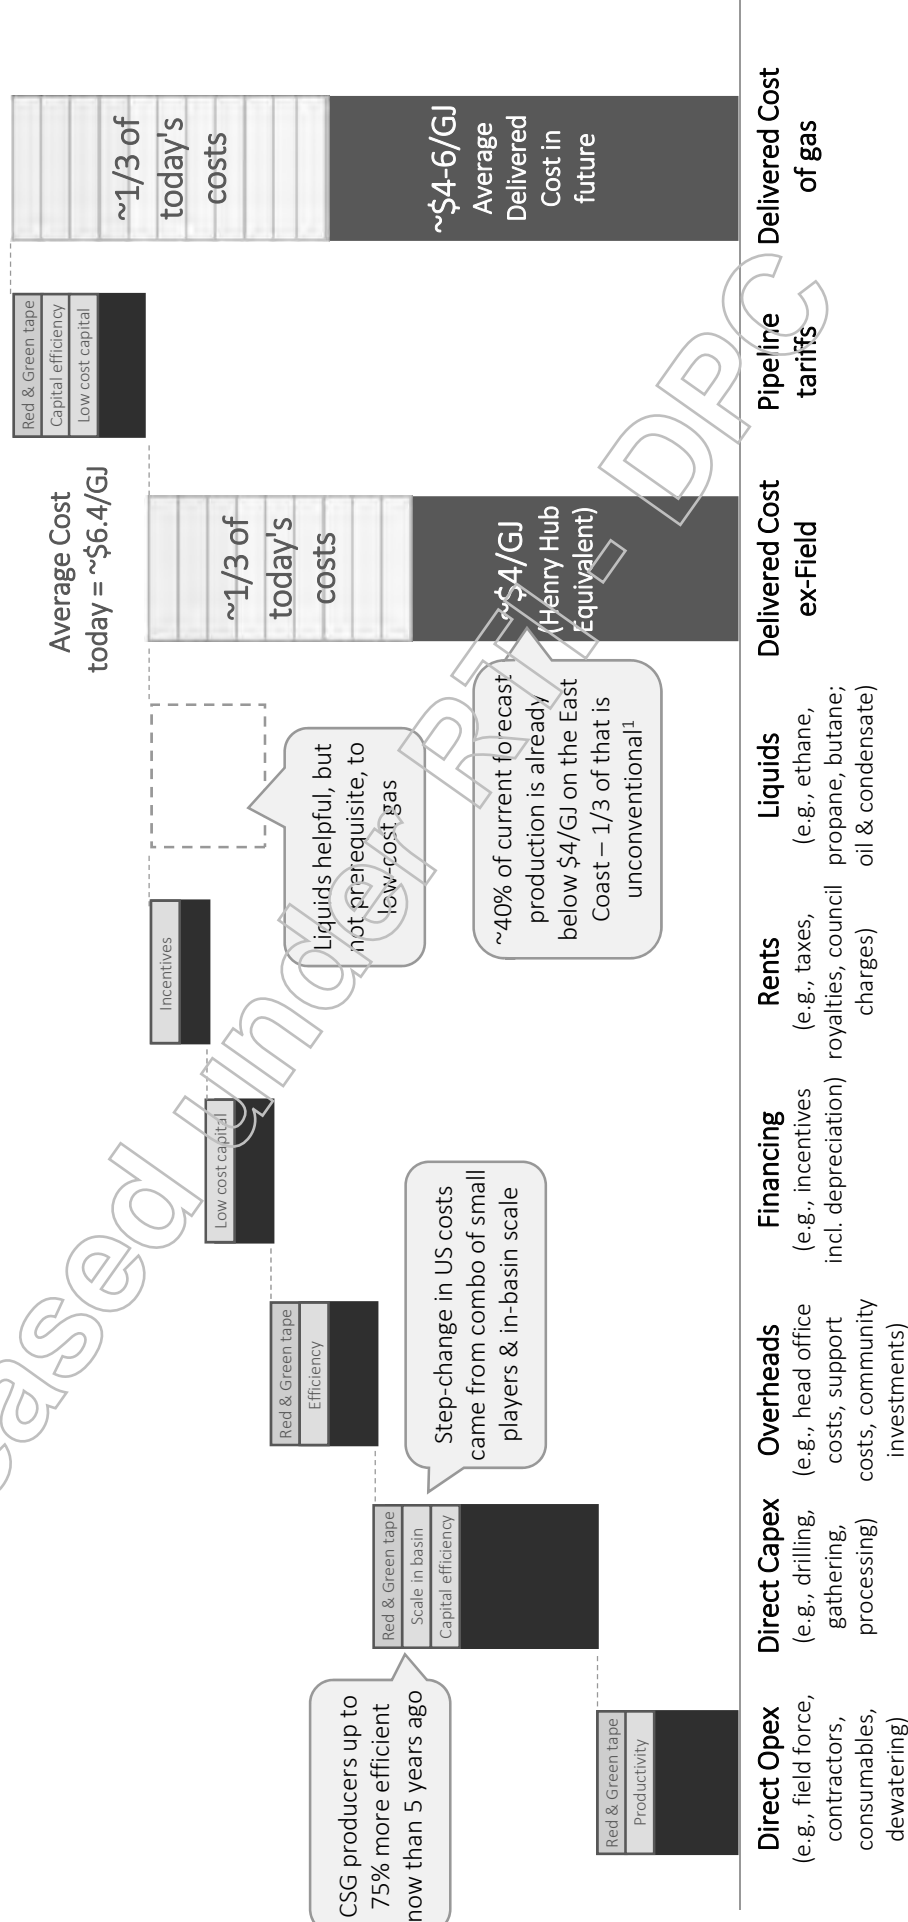 CSG producers up to
75% more efficient
now than 5 years ago
Red & Green tape
Productivity
Red & Green tape
Scale in basin
Capital efficiency
Step-change in US costs
came from combo of small
players & in-basin scale
Red & Green tape
Efficiency
Low cost capital
Incentives
Liquids helpful, but
not prerequisite, to
low-cost gas
~40% of current forecast
production is already
below $4/GJ on the East
Coast – 1/3 of that is
unconventional¹
Average Cost
today = ~$6.4/GJ
~1/3 of
today's
costs
~$4/GJ
(Henry Hub
Equivalent)
Red & Green tape
Capital efficiency
Low cost capital
~1/3 of
today's
costs
~$4-6/GJ
Average
Delivered
Cost in
future
Direct Opex
(e.g., field force,
contractors,
consumables,
dewatering)
Direct Capex
(e.g., drilling,
gathering,
processing)
Overheads
(e.g., head office
costs, support
costs, community
investments)
Financing
(e.g., incentives
incl. depreciation)
Rents
(e.g., taxes,
royalties, council
charges)
Liquids
(e.g., ethane,
propane, butane;
oil & condensate)
Delivered Cost
ex-Field
Pipeline
tariffs
Delivered Cost
of gas
ased under RTI - DPC